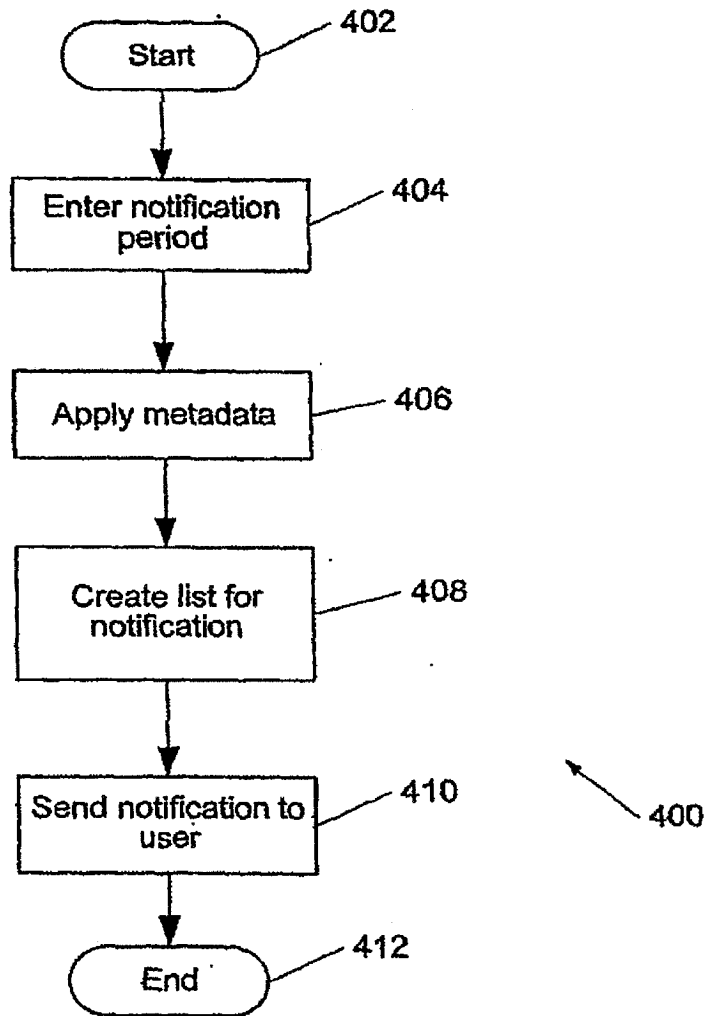 Start
402
Enter notification
period
404
Apply metadata
406
Create list for
notification
408
Send notification to
user
410
400
End
412